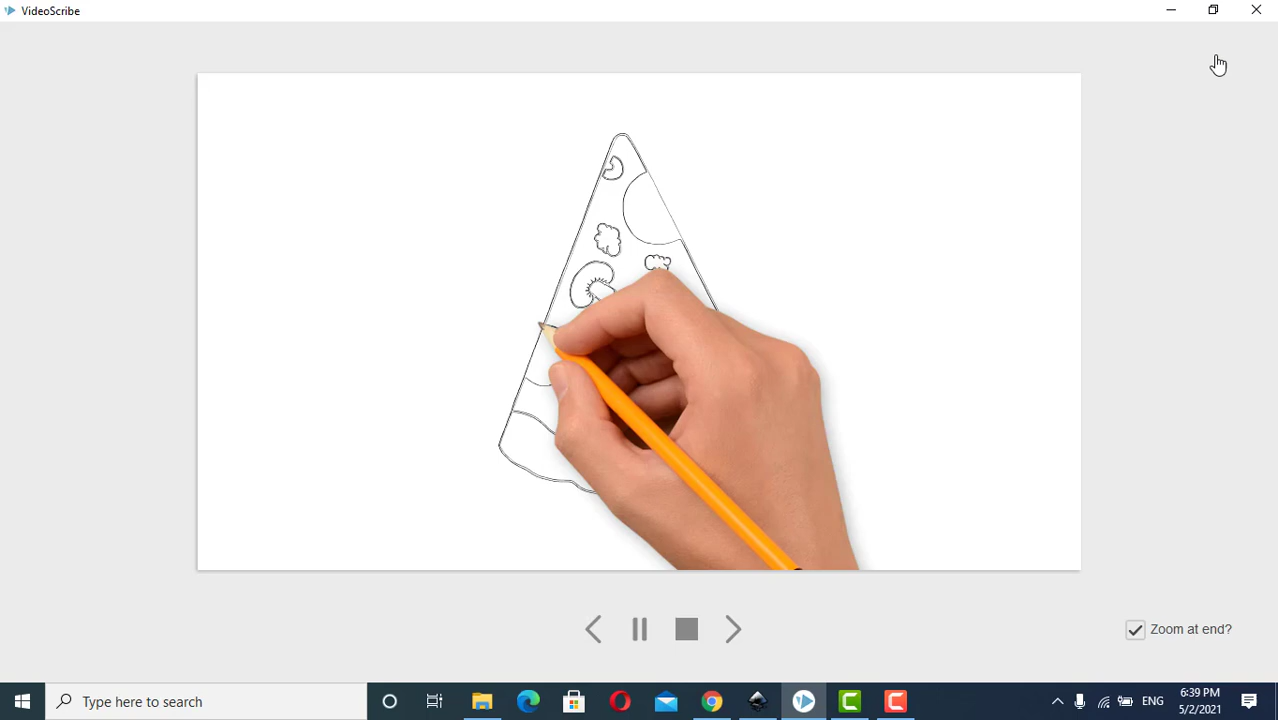 VideoScribe
Zoom at end?
Type here to search
ENG
6:39 PM
5/2/2021